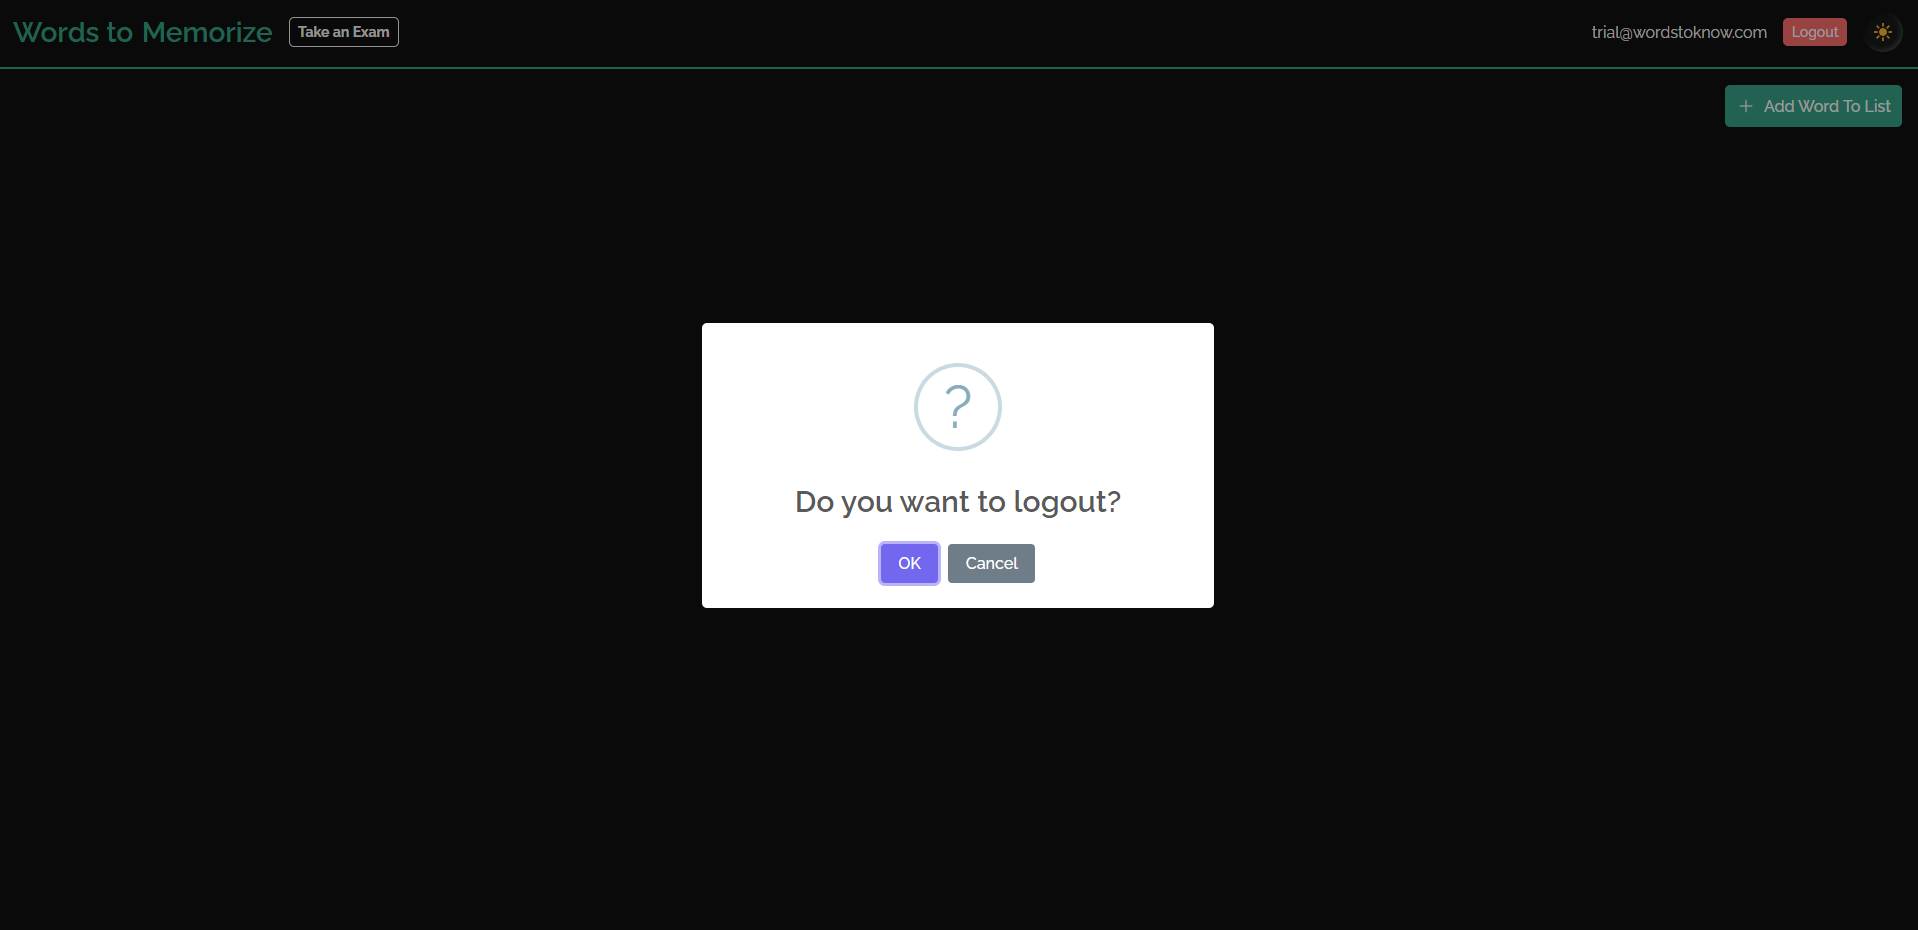 Words to Memorize
Take an Exam
trial@wordstoknow.com
Logout
+ Add Word To List
?
Do you want to logout?
OK
Cancel